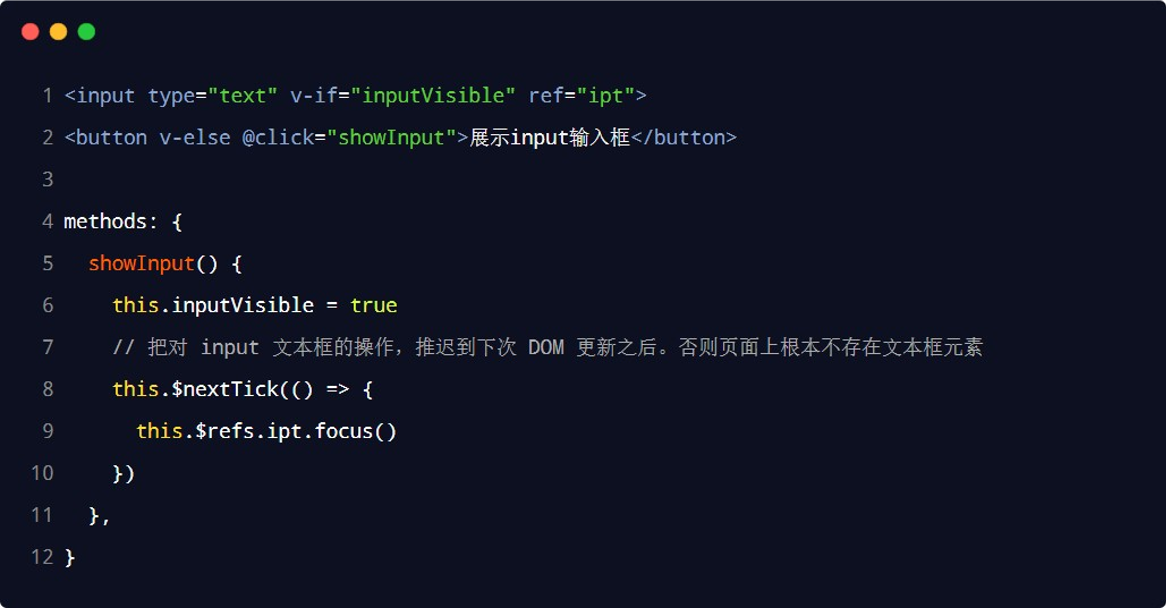 1 <input type="text" v-if="inputVisible" ref="ipt">
2 <button v-else @click="showInput">展示input输入框</button>
3
4 methods: {
5   showInput() {
6     this.inputVisible = true
7     // 把对 input 文本框的操作，推迟到下次 DOM 更新之后。否则页面上根本不存在文本框元素
8     this.$nextTick(() => {
9       this.$refs.ipt.focus()
10     })
11   },
12 }